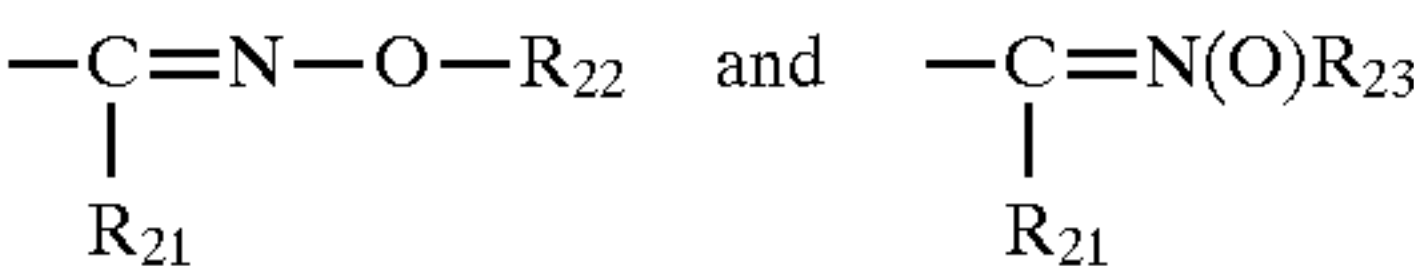 —C=N—O—R₂₂ and —C=N(O)R₂₃
R₂₁ R₂₁